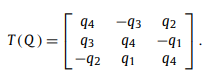 q4 −q3 q2
T(Q) = q3 q4 −q1 .
−q2 q1 q4